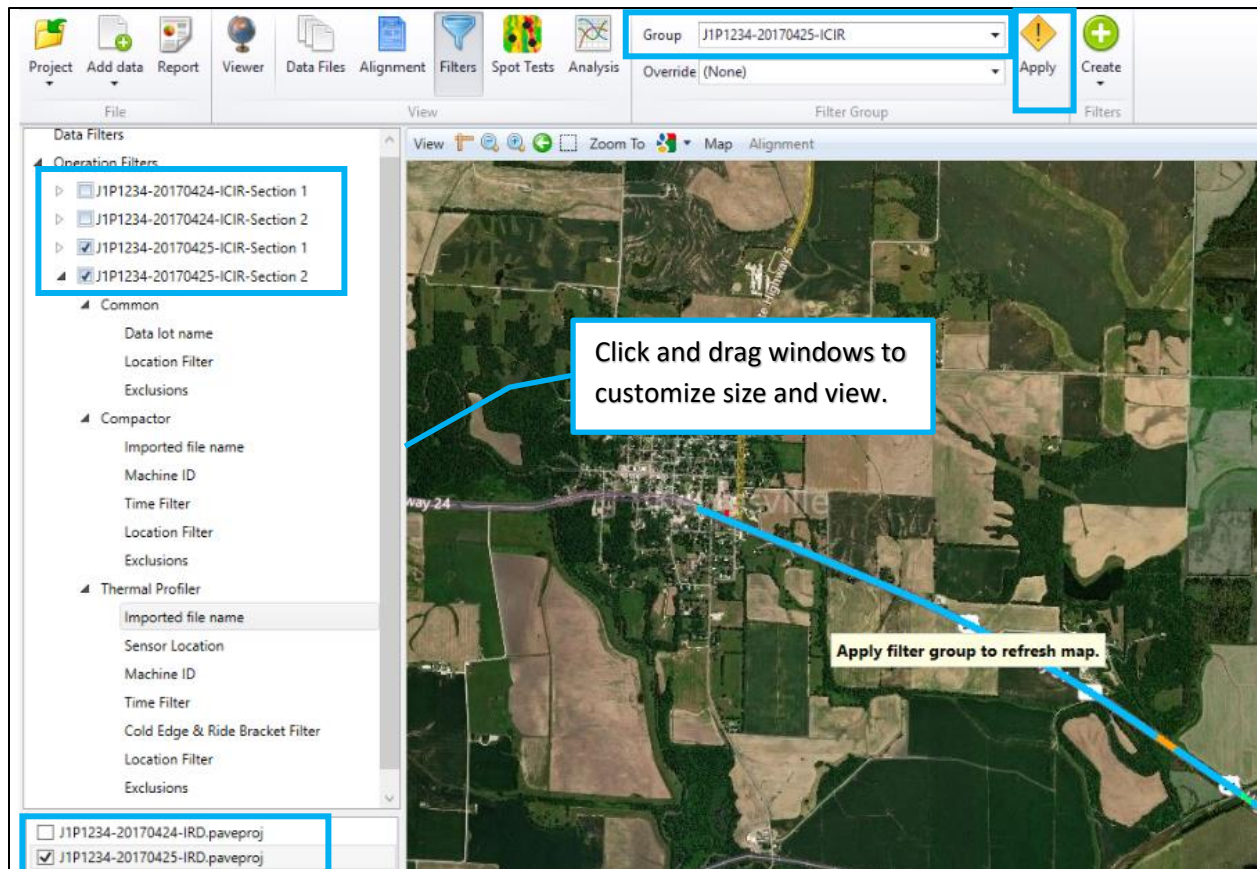 Group J1P1234-20170425-ICIR
Project Add data Report Viewer Data Files Alignment Filters Spot Tests Analysis
Override (None)
Apply Create
File View Filter Group Filters
Data Filters
Operation Filters
J1P1234-20170424-ICIR-Section 1
J1P1234-20170424-ICIR-Section 2
J1P1234-20170425-ICIR-Section 1
J1P1234-20170425-ICIR-Section 2
Common
Data lot name
Location Filter
Exclusions
Compactor
Imported file name
Machine ID
Time Filter
Location Filter
Exclusions
Thermal Profiler
Imported file name
Sensor Location
Machine ID
Time Filter
Cold Edge & Ride Bracket Filter
Location Filter
Exclusions
J1P1234-20170424-IRD.paveproj
J1P1234-20170425-IRD.paveproj
View Zoom To Map Alignment
Highway 5
Click and drag windows to
customize size and view.
way 24
sville
Apply filter group to refresh map.